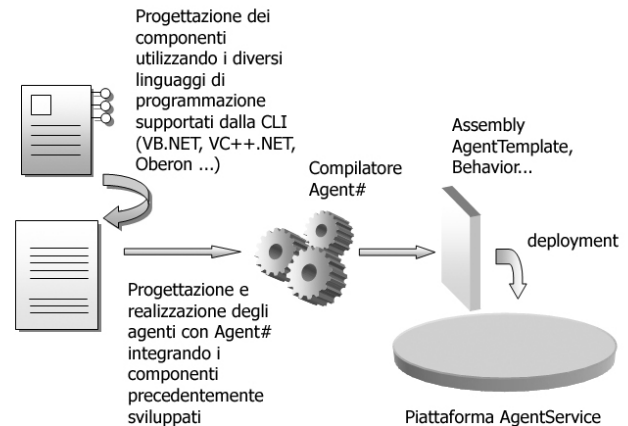 Progettazione dei
componenti
utilizzando i diversi
linguaggi di
programmazione
supportati dalla CLI
(VB.NET, VC++.NET,
Oberon ...)
Compilatore
Agent#
Assembly
AgentTemplate,
Behavior...
deployment
Progettazione e
realizzazione degli
agenti con Agent#
integrando i
componenti
precedentemente
sviluppati
Piattaforma AgentService